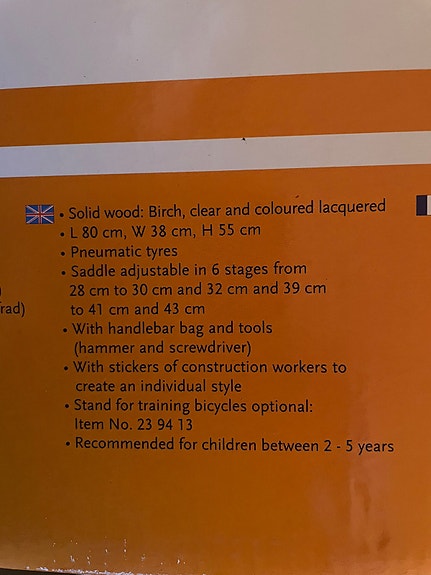 • Solid wood: Birch, clear and coloured lacquered
• L 80 cm, W 38 cm, H 55 cm
• Pneumatic tyres
• Saddle adjustable in 6 stages from
28 cm to 30 cm and 32 cm and 39 cm
to 41 cm and 43 cm
rad)
• With handlebar bag and tools
(hammer and screwdriver)
• With stickers of construction workers to
create an individual style
• Stand for training bicycles optional:
Item No. 23 94 13
• Recommended for children between 2 - 5 years